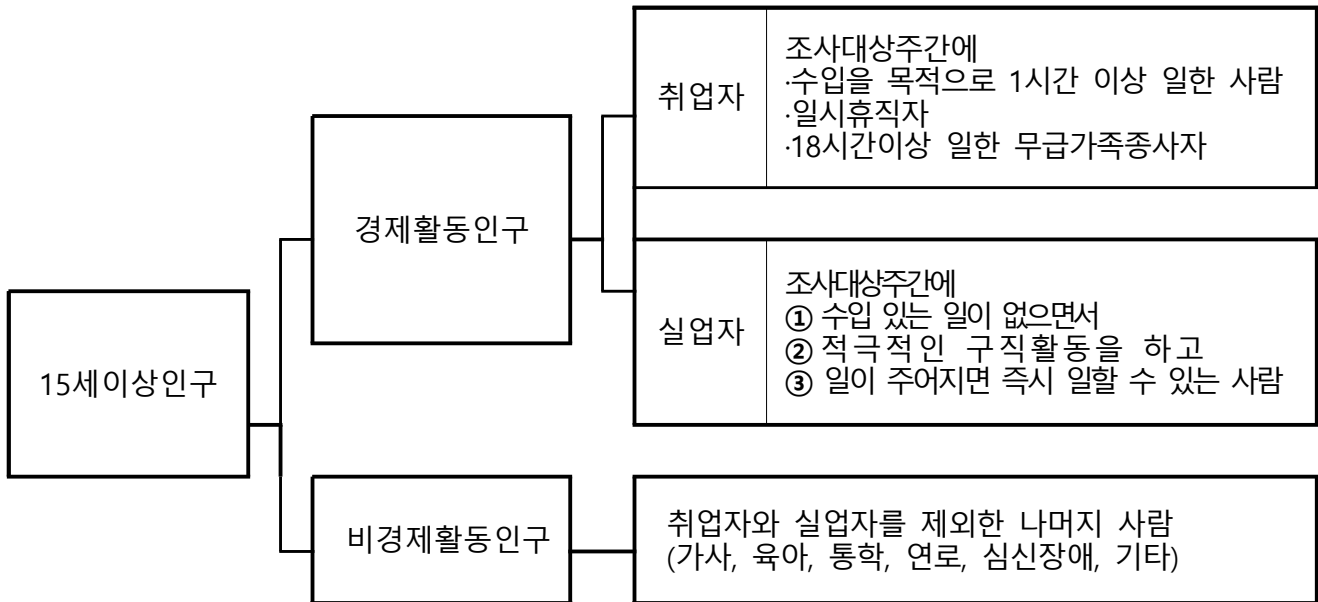 취업자
조사대상주간에
·수입을 목적으로 1시간 이상 일한 사람
·일시휴직자
·18시간이상 일한 무급가족종사자
경제활동인구
실업자
조사대상주간에
① 수입 있는 일이 없으면서
② 적극적인 구직활동을 하고
③ 일이 주어지면 즉시 일할 수 있는 사람
15세이상인구
비경제활동인구
취업자와 실업자를 제외한 나머지 사람
(가사, 육아, 통학, 연로, 심신장애, 기타)